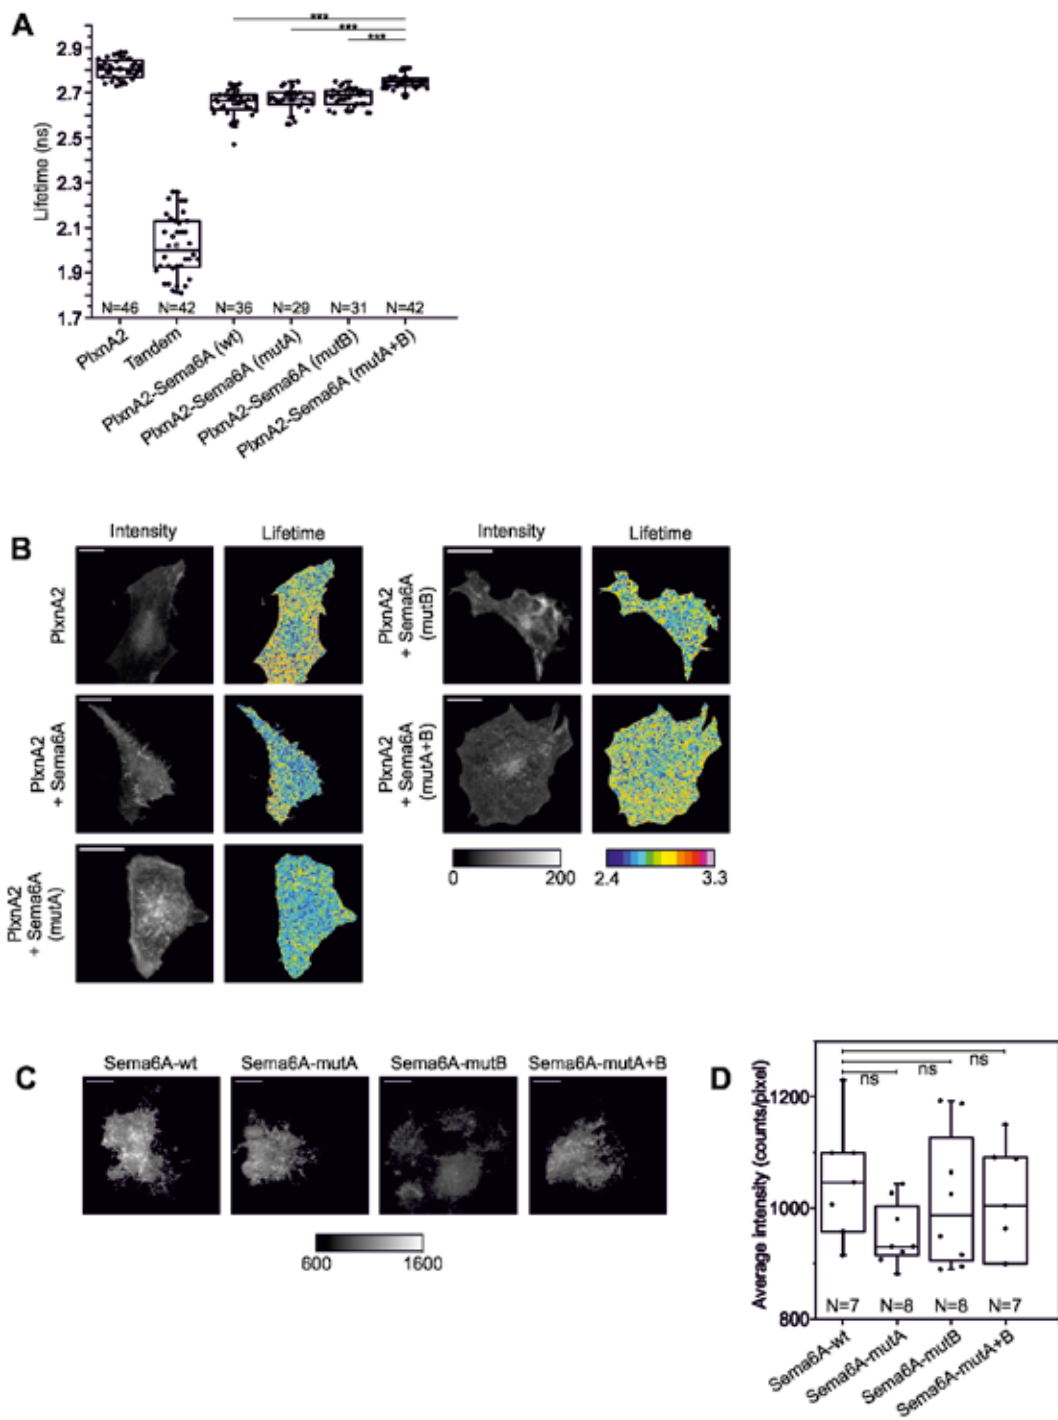 A
***
***
***
2.9
2.7
2.5
2.3
2.1
1.9
1.7
Lifetime (ns)
N=46 N=42 N=36 N=29 N=31 N=42
PlxnA2
Tandem
PlxnA2-Sema6A (wt)
PlxnA2-Sema6A (mutA)
PlxnA2-Sema6A (mutB)
PlxnA2-Sema6A (mutA+B)
B
Intensity Lifetime Intensity Lifetime
PlxnA2
PlxnA2
+ Sema6A
(mutB)
PlxnA2
+ Sema6A
PlxnA2
+ Sema6A
(mutA+B)
PlxnA2
+ Sema6A
(mutA)
0 200 2.4 3.3
C
Sema6A-wt Sema6A-mutA Sema6A-mutB Sema6A-mutA+B
600 1600
D
ns
ns
ns
1200
1000
800
Average intensity (counts/pixel)
N=7 N=8 N=8 N=7
Sema6A-wt
Sema6A-mutA
Sema6A-mutB
Sema6A-mutA+B